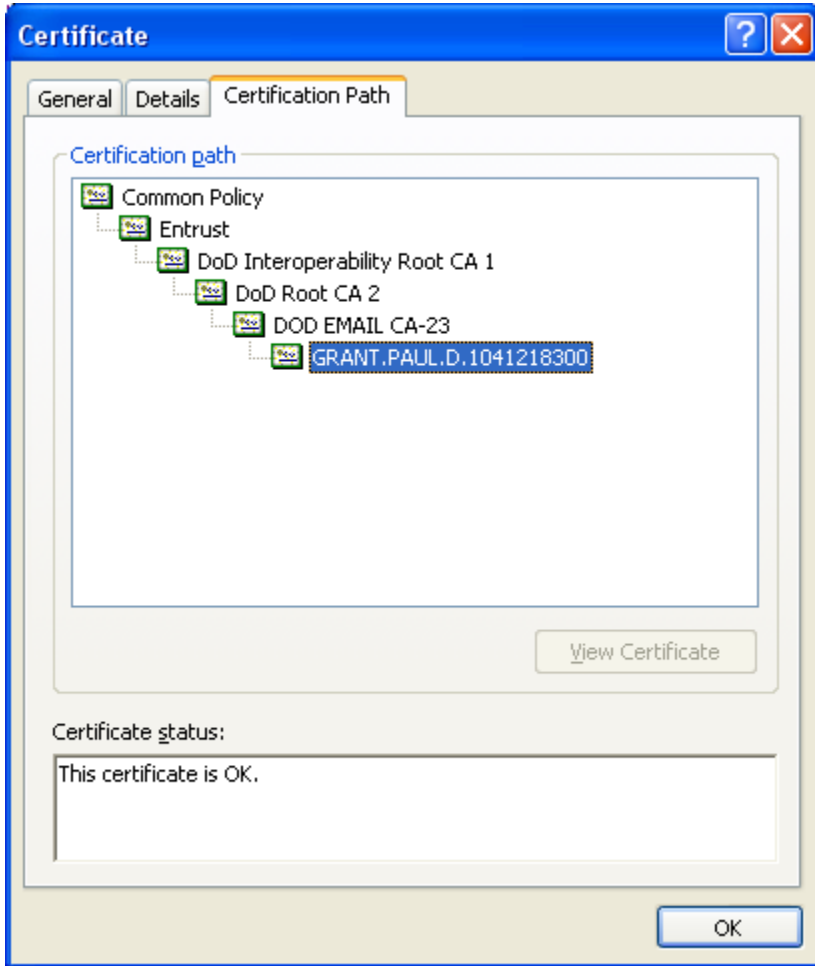 Certificate
General Details Certification Path
Certification path
Common Policy
Entrust
DoD Interoperability Root CA 1
DoD Root CA 2
DOD EMAIL CA-23
GRANT.PAUL.D.1041218300
View Certificate
Certificate status:
This certificate is OK.
OK